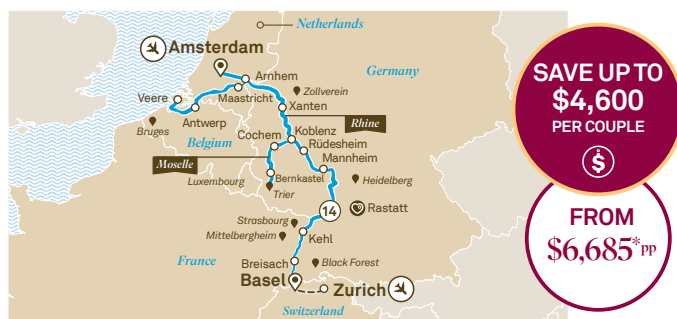 Netherlands
Amsterdam
Germany
Arnhem
Zollverein
Veere
Maastricht
Xanten
Antwerp
Rhine
Bruges
Koblenz
Cochem
Belgium
Rüdesheim
Mannheim
Moselle
Luxembourg
Bernkastel
Heidelberg
Trier
14
Rastatt
Strasbourg
Mittelbergheim
Kehl
France
Breisach
Black Forest
Basel
Zurich
Switzerland
SAVE UP TO
$4,600
PER COUPLE
$
FROM
$6,685*pp